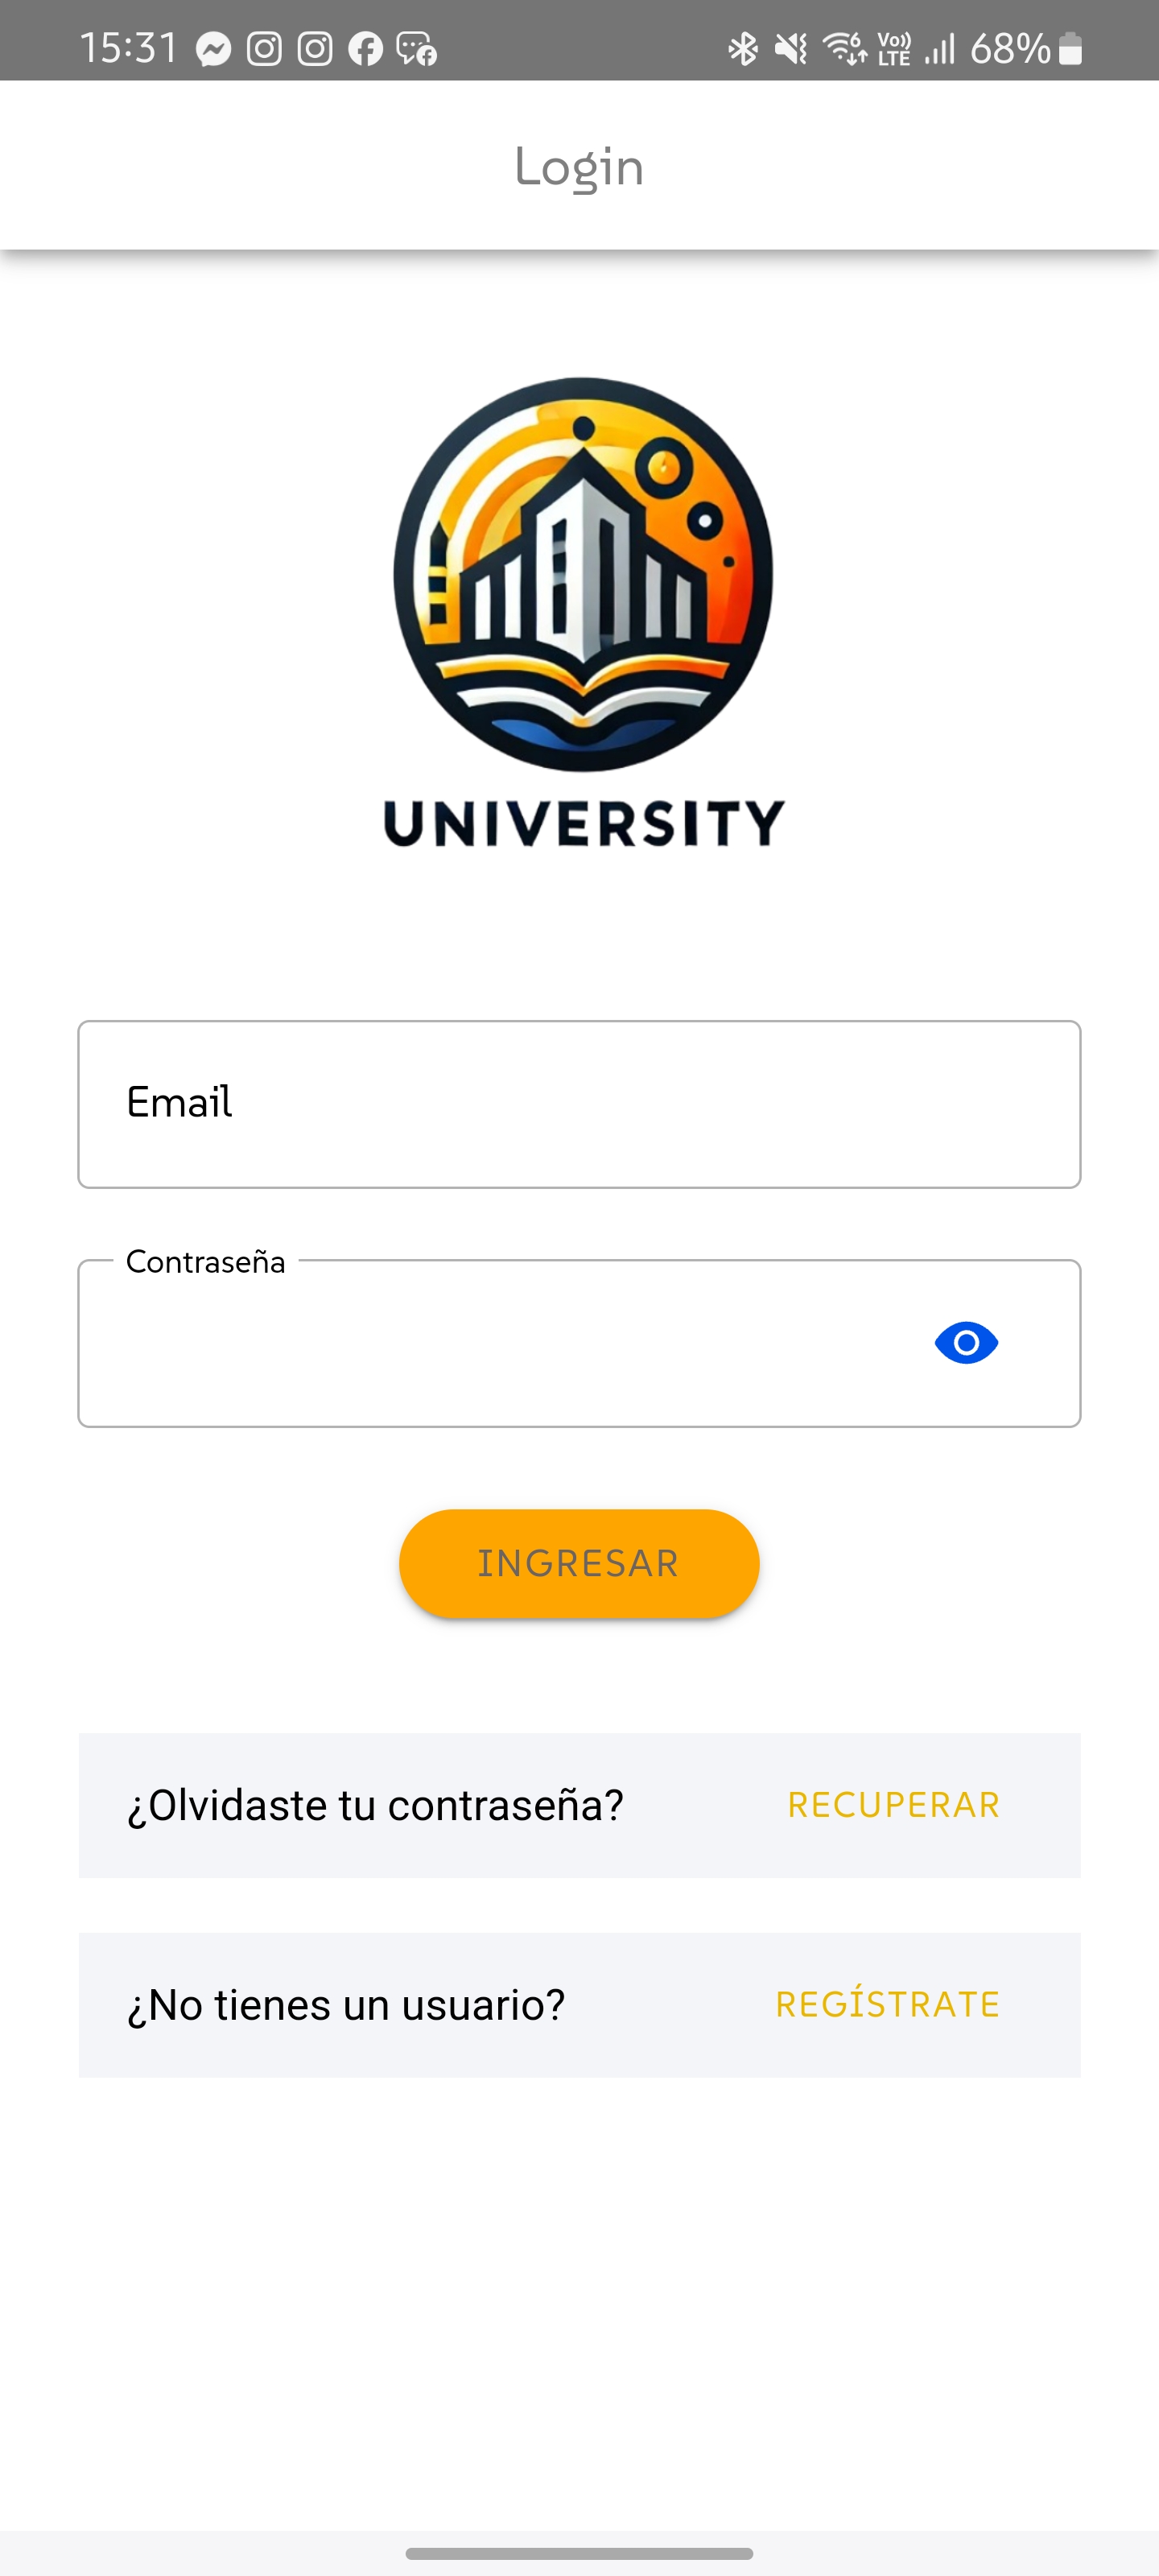 15:31 6 Vo)) LTE 68%
Login
UNIVERSITY
Email
Contraseña
INGRESAR
¿Olvidaste tu contraseña? RECUPERAR
¿No tienes un usuario? REGÍSTRATE